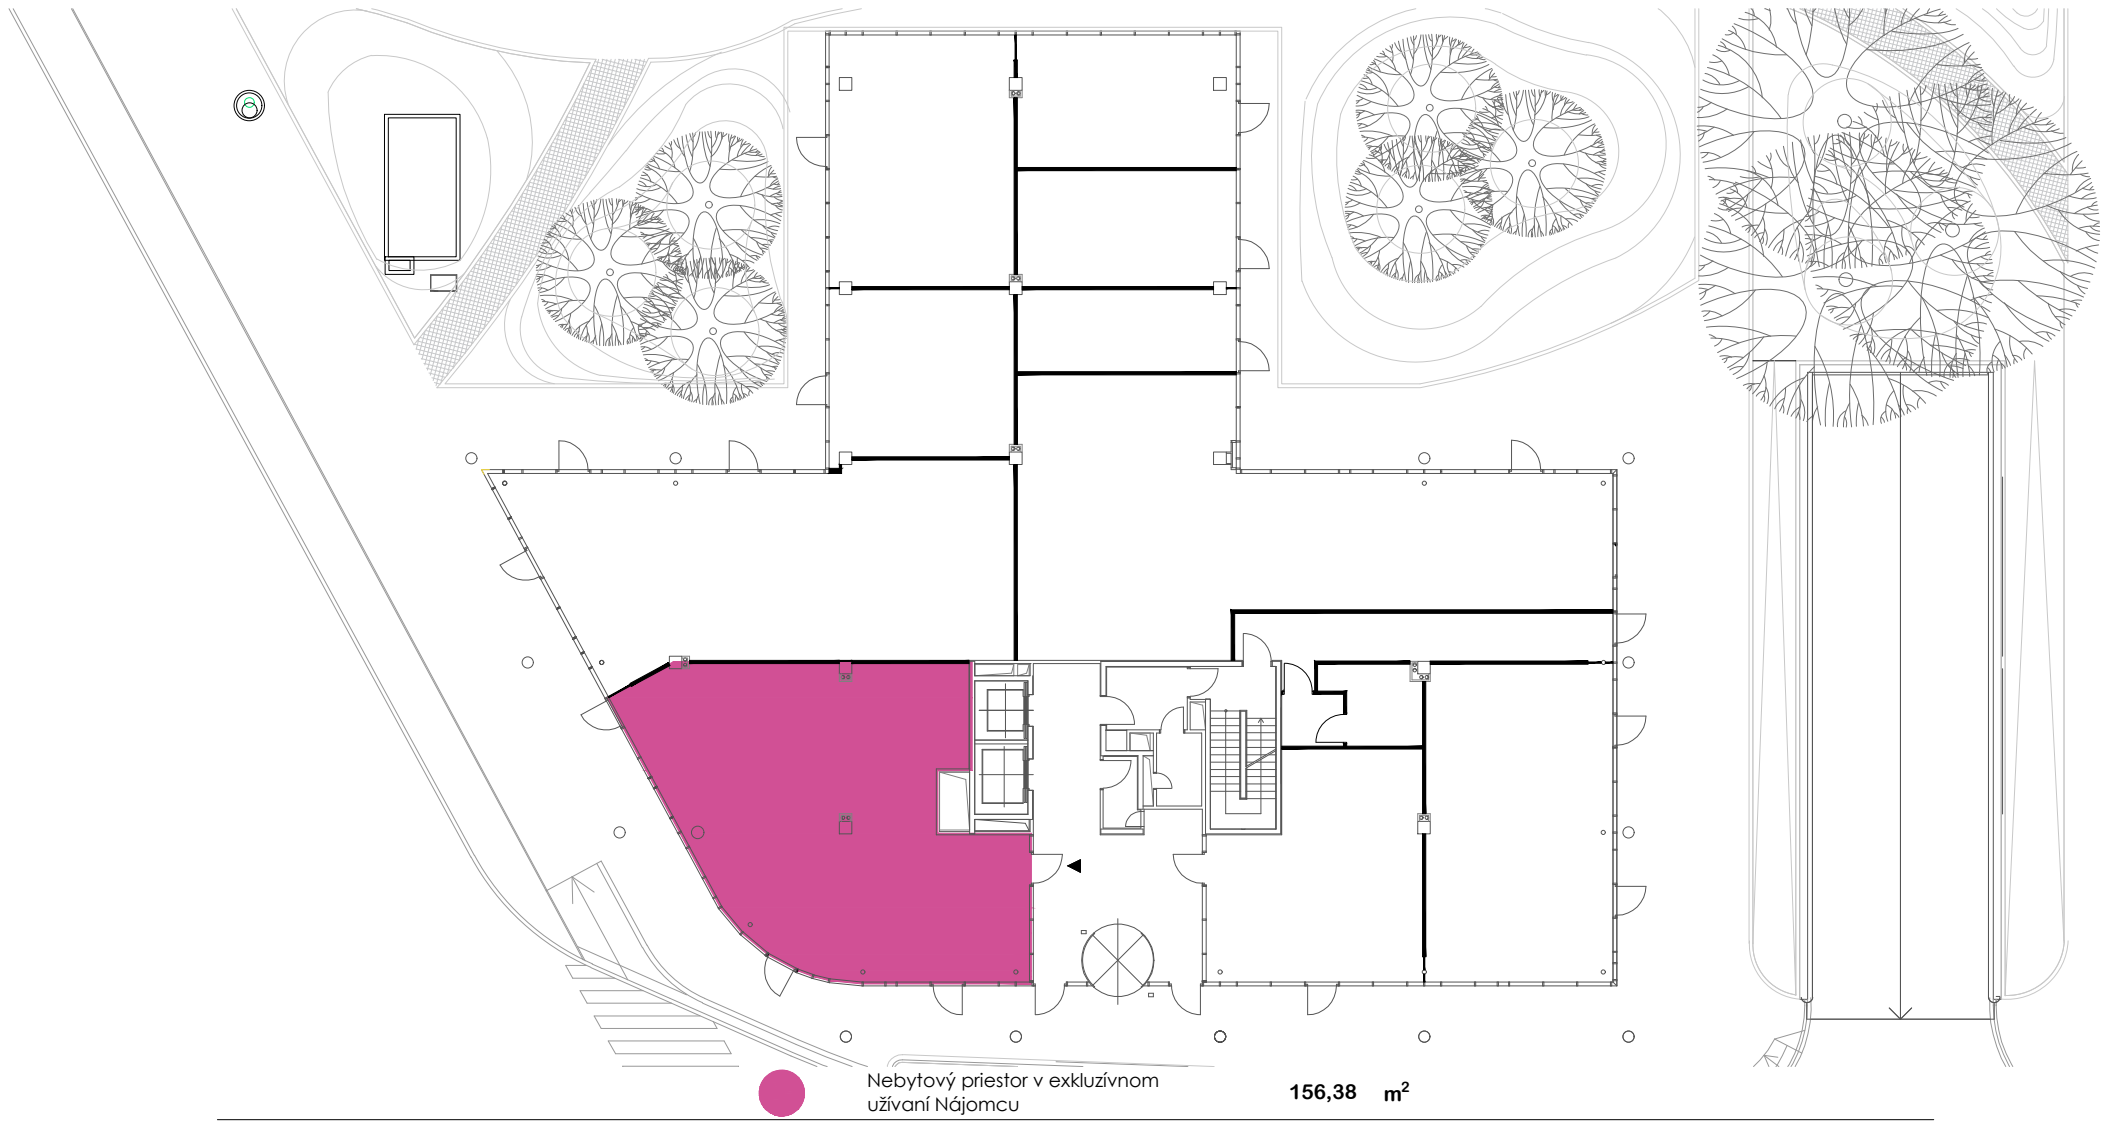 Nebytový priestor v exkluzívnom
užívaní Nájomcu
156,38 m²